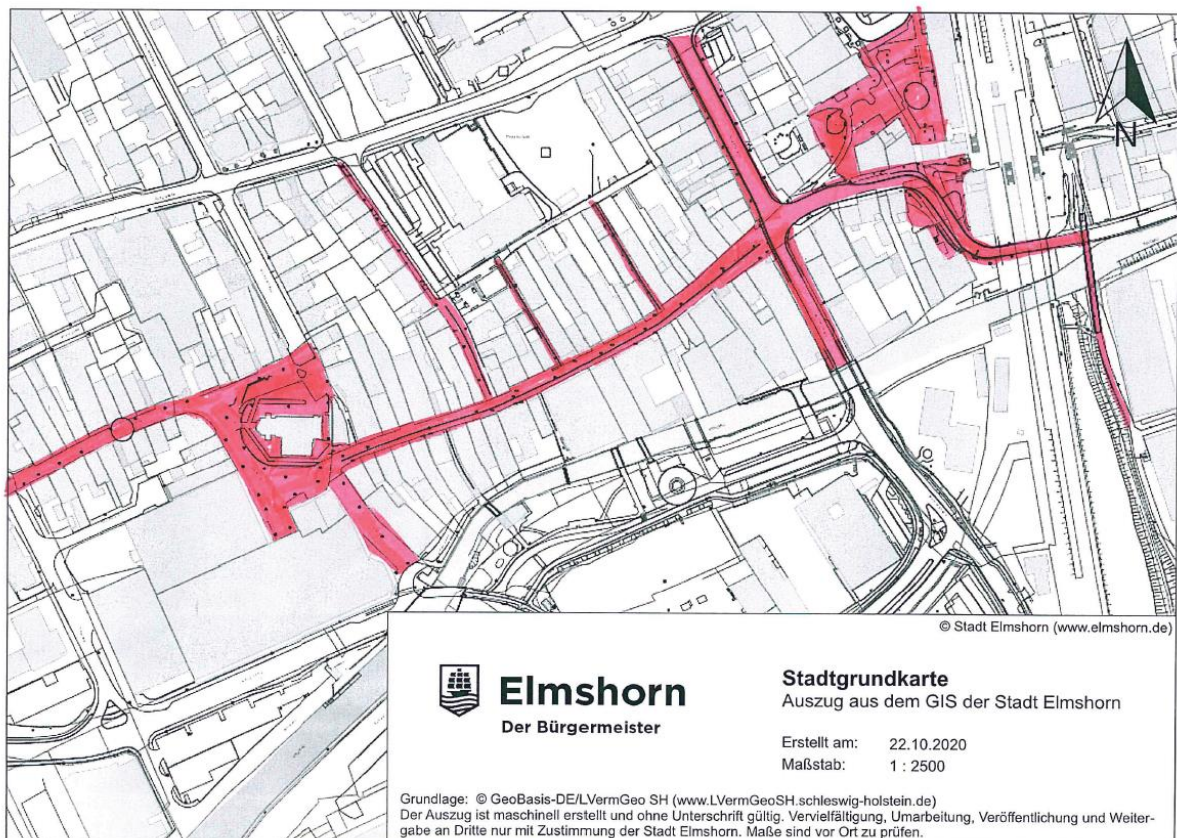 N
© Stadt Elmshorn (www.elmshorn.de)
Elmshorn
Der Bürgermeister
Stadtgrundkarte
Auszug aus dem GIS der Stadt Elmshorn
Erstellt am: 22.10.2020
Maßstab: 1 : 2500
Grundlage: © GeoBasis-DE/LVermGeo SH (www.LVermGeoSH.schleswig-holstein.de)
Der Auszug ist maschinell erstellt und ohne Unterschrift gültig. Vervielfältigung, Umarbeitung, Veröffentlichung und Weiter-
gabe an Dritte nur mit Zustimmung der Stadt Elmshorn. Maße sind vor Ort zu prüfen.